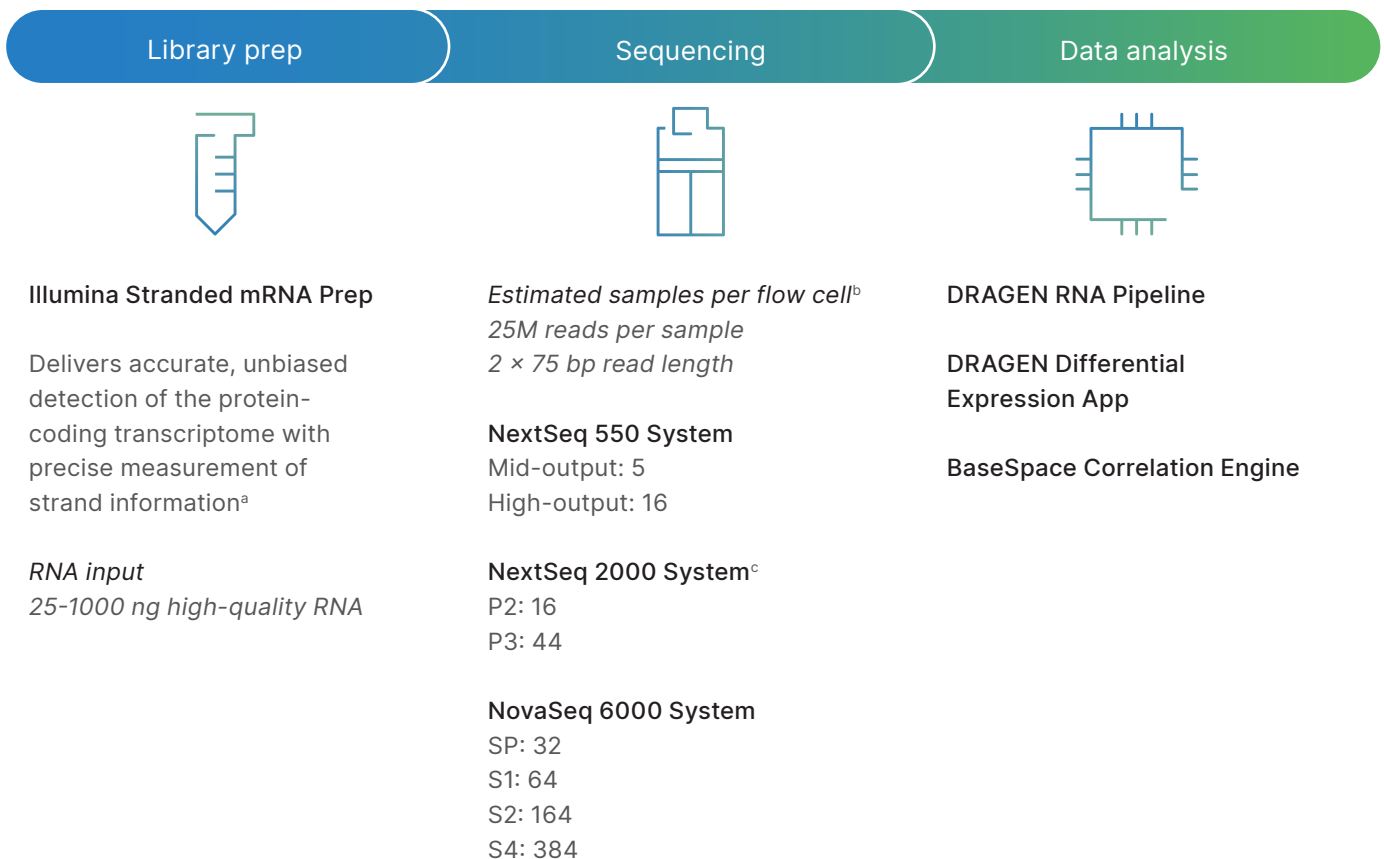 Library prep
Sequencing
Data analysis
Illumina Stranded mRNA Prep
Delivers accurate, unbiased
detection of the protein-
coding transcriptome with
precise measurement of
strand informationᵃ
RNA input
25-1000 ng high-quality RNA
Estimated samples per flow cellᵇ
25M reads per sample
2 × 75 bp read length
NextSeq 550 System
Mid-output: 5
High-output: 16
NextSeq 2000 Systemᶜ
P2: 16
P3: 44
NovaSeq 6000 System
SP: 32
S1: 64
S2: 164
S4: 384
DRAGEN RNA Pipeline
DRAGEN Differential
Expression App
BaseSpace Correlation Engine